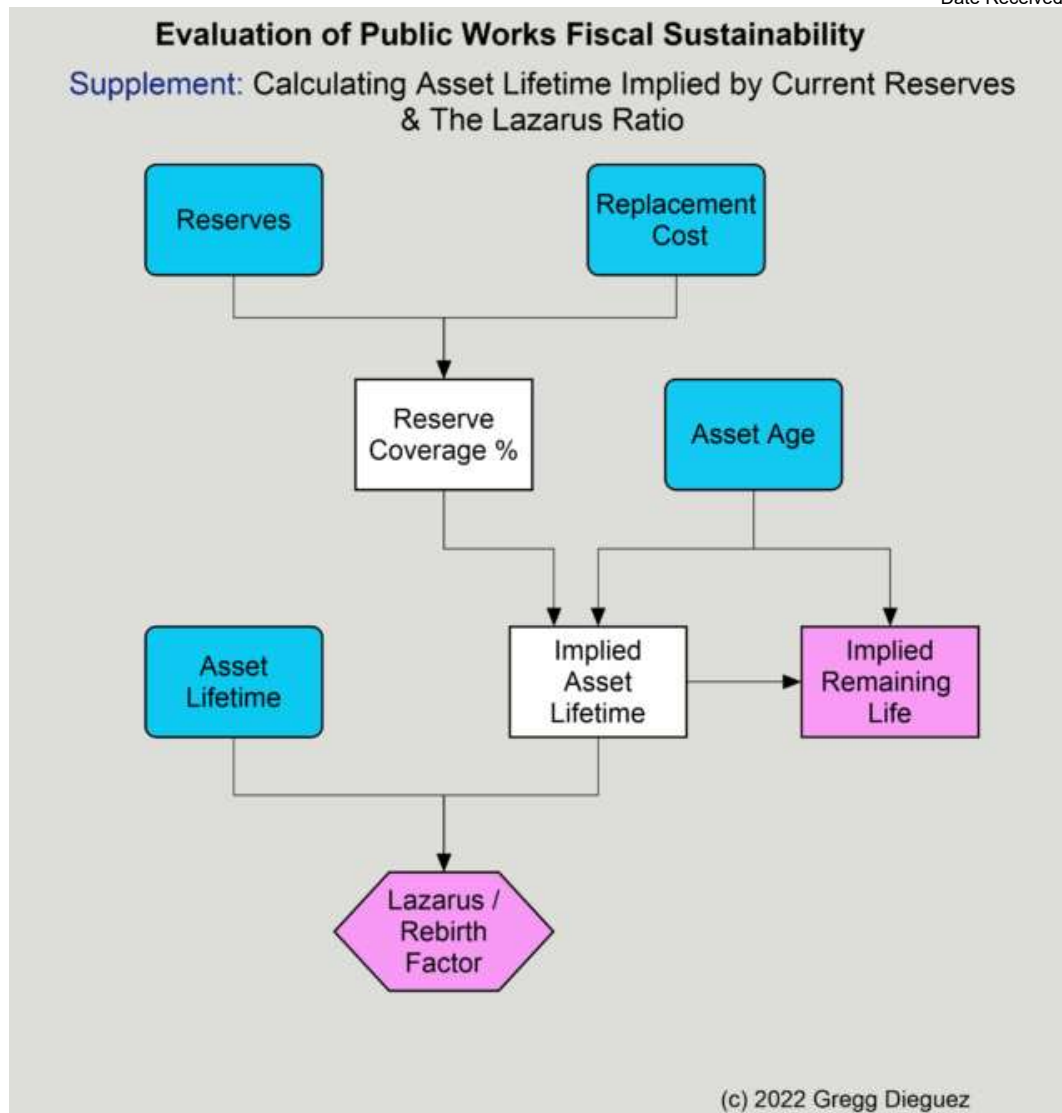 Date Received
Evaluation of Public Works Fiscal Sustainability
Supplement: Calculating Asset Lifetime Implied by Current Reserves
& The Lazarus Ratio
Reserves
Replacement
Cost
Reserve
Coverage %
Asset Age
Asset
Lifetime
Implied
Asset
Lifetime
Implied
Remaining
Life
Lazarus /
Rebirth
Factor
(c) 2022 Gregg Dieguez